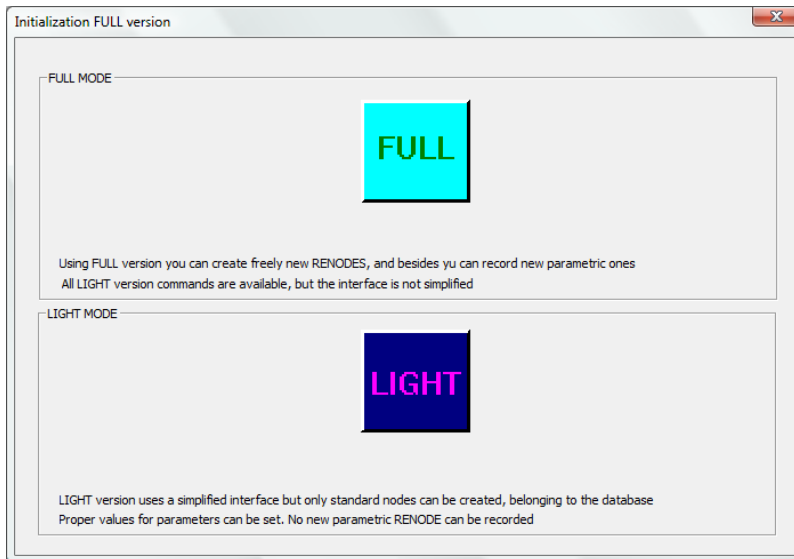 Initialization FULL version
FULL MODE
FULL
Using FULL version you can create freely new RENODES, and besides yu can record new parametric ones
All LIGHT version commands are available, but the interface is not simplified
LIGHT MODE
LIGHT
LIGHT version uses a simplified interface but only standard nodes can be created, belonging to the database
Proper values for parameters can be set. No new parametric RENODE can be recorded